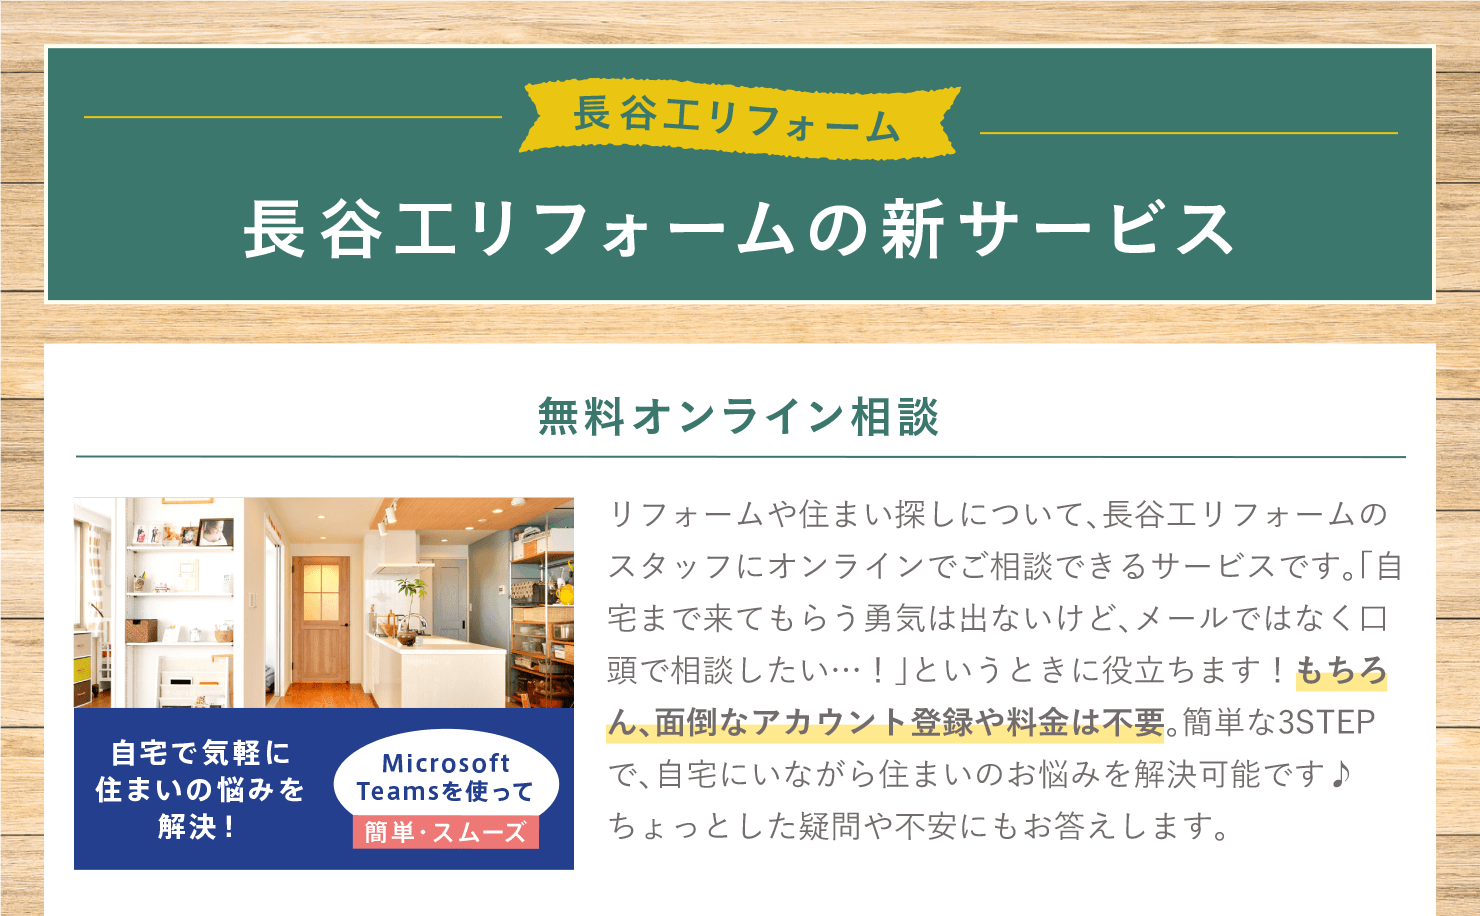 長谷工リフォーム
長谷工リフォームの新サービス
無料オンライン相談
自宅で気軽に
住まいの悩みを
解決！
Microsoft
Teamsを使って
簡単・スムーズ
リフォームや住まい探しについて、長谷工リフォームの
スタッフにオンラインでご相談できるサービスです。「自
宅まで来てもらう勇気は出ないけど、メールではなく口
頭で相談したい…！」というときに役立ちます！もちろ
ん、面倒なアカウント登録や料金は不要。簡単な3STEP
で、自宅にいながら住まいのお悩みを解決可能です♪
ちょっとした疑問や不安にもお答えします。